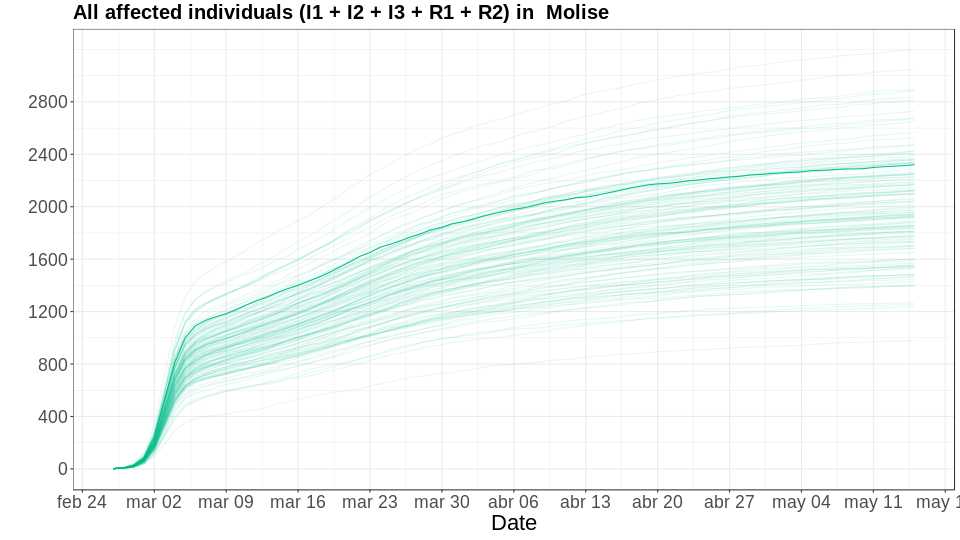 All affected individuals (I1 + I2 + I3 + R1 + R2) in  Molise
2800
2400
2000
1600
1200
800
400
0
feb 24 mar 02 mar 09 mar 16 mar 23 mar 30 abr 06 abr 13 abr 20 abr 27 may 04 may 11 may 1
Date